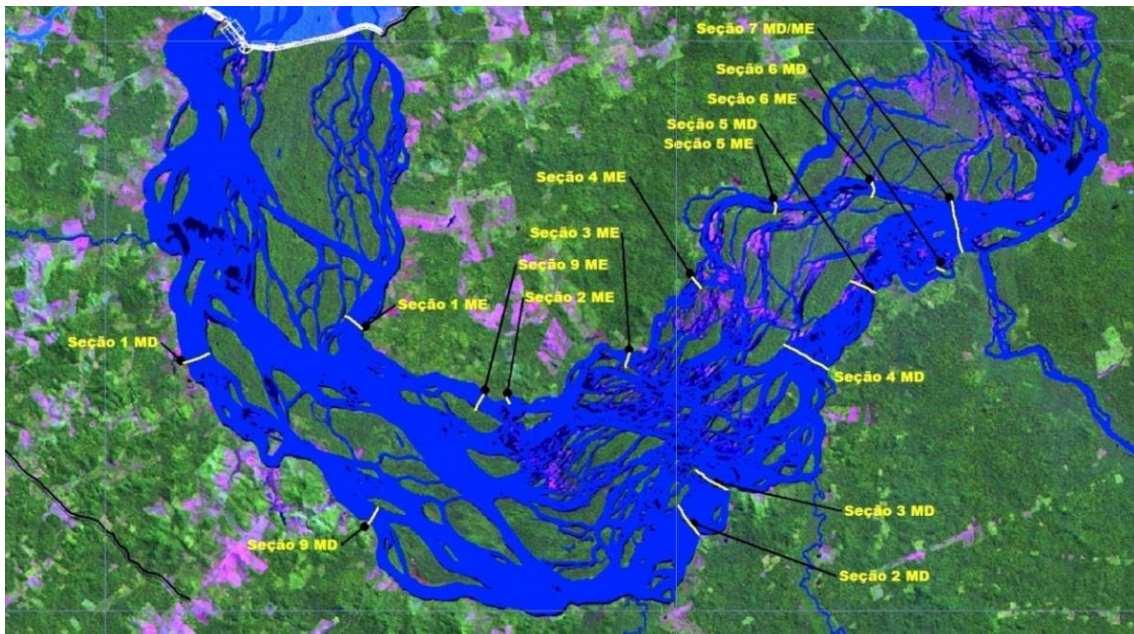 Seção 7 MD/ME
Seção 6 MD
Seção 6 ME
Seção 5 MD
Seção 5 ME
Seção 4 ME
Seção 3 ME
Seção 9 ME
Seção 2 ME
Seção 1 ME
Seção 1 MD
Seção 4 MD
Seção 3 MD
Seção 9 MD
Seção 2 MD